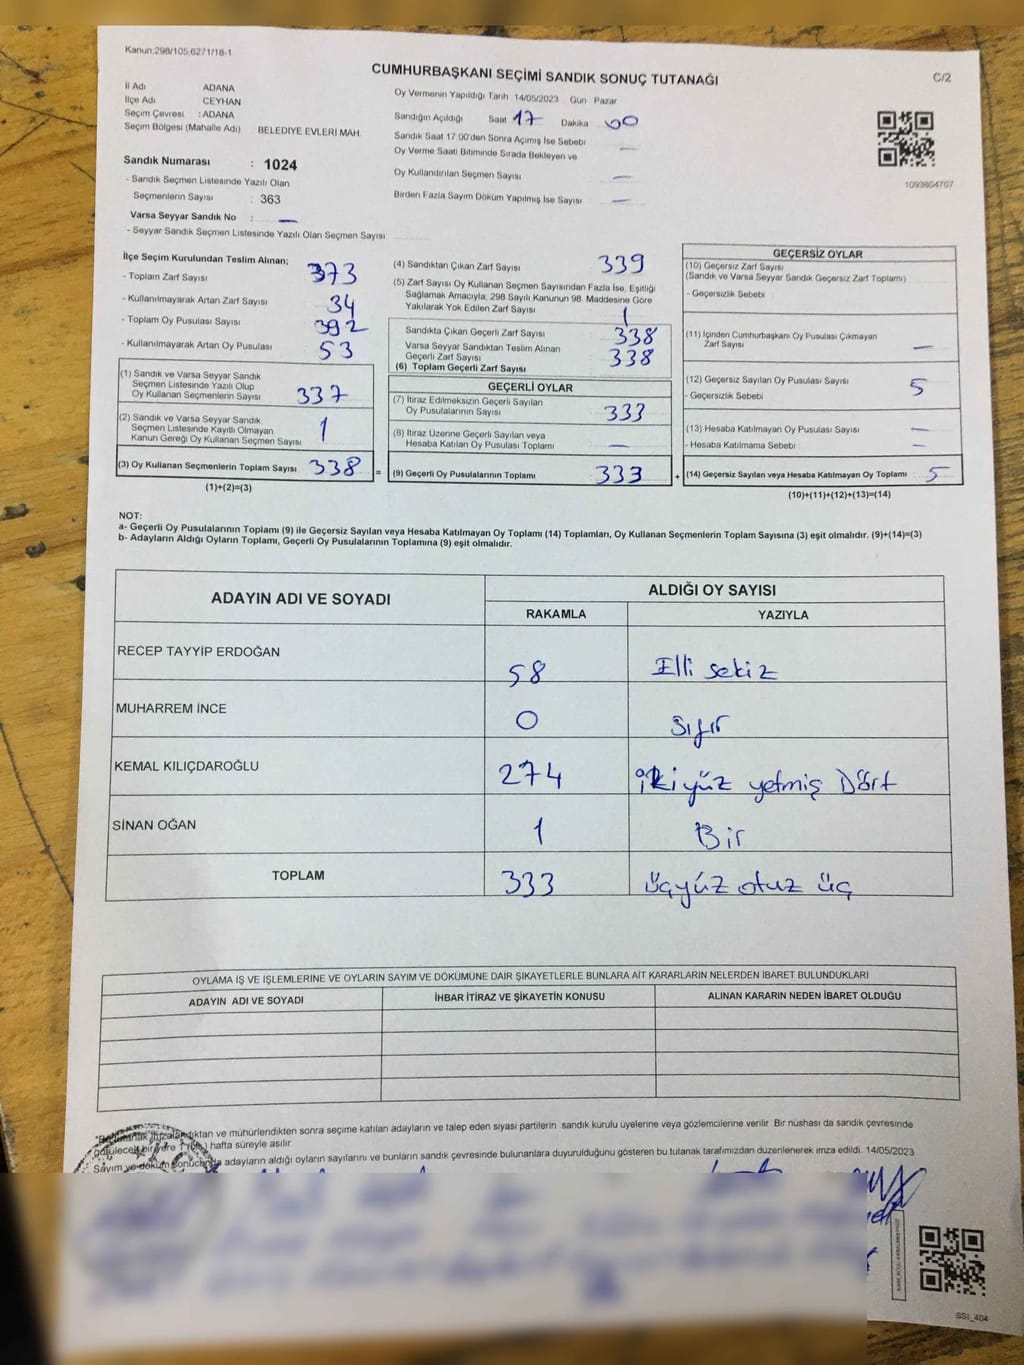 Kanun:298/105,6271/18-1
CUMHURBAŞKANI SEÇİMİ SANDIK SONUÇ TUTANAĞI
C/2
İl Adı ADANA
İlçe Adı CEYHAN
Seçim Çevresi : ADANA
Seçim Bölgesi (Mahalle Adı) BELEDİYE EVLERİ MAH.
Sandık Numarası : 1024
- Sandık Seçmen Listesinde Yazılı Olan
Seçmenlerin Sayısı : 363
Varsa Seyyar Sandık No : —
- Seyyar Sandık Seçmen Listesinde Yazılı Olan Seçmen Sayısı
Oy Vermenin Yapıldığı Tarih 14/05/2023 Gün Pazar
Sandığın Açıldığı Saat 17 Dakika 00
Sandık Saat 17.00'den Sonra Açımış İse Sebebi —
Oy Verme Saati Bitiminde Sırada Bekleyen ve
Oy Kullandırılan Seçmen Sayısı —
Birden Fazla Sayım Döküm Yapılmış İse Sayısı —
1093604707
İlçe Seçim Kurulundan Teslim Alınan;
- Toplam Zarf Sayısı 373
- Kullanılmayarak Artan Zarf Sayısı 34
- Toplam Oy Pusulası Sayısı 392
- Kullanılmayarak Artan Oy Pusulası 53
(1) Sandık ve Varsa Seyyar Sandık
Seçmen Listesinde Yazılı Olup
Oy Kullanan Seçmenlerin Sayısı 337
(2) Sandık ve Varsa Seyyar Sandık
Seçmen Listesinde Kayıtlı Olmayan
Kanun Gereği Oy Kullanan Seçmen Sayısı 1
(3) Oy Kullanan Seçmenlerin Toplam Sayısı 338 =
(1)+(2)=(3)
(4) Sandıktan Çıkan Zarf Sayısı 339
(5) Zarf Sayısı Oy Kullanan Seçmen Sayısından Fazla İse, Eşitliği
Sağlamak Amacıyla; 298 Sayılı Kanunun 98. Maddesine Göre
Yakılarak Yok Edilen Zarf Sayısı 1
Sandıkta Çıkan Geçerli Zarf Sayısı 338
Varsa Seyyar Sandıktan Teslim Alınan
Geçerli Zarf Sayısı 338
(6) Toplam Geçerli Zarf Sayısı
GEÇERLİ OYLAR
(7) İtiraz Edilmeksizin Geçerli Sayılan
Oy Pusulalarının Sayısı 333
(8) İtiraz Üzerine Geçerli Sayılan veya
Hesaba Katılan Oy Pusulası Toplamı —
(9) Geçerli Oy Pusulalarının Toplamı 333 +
GEÇERSİZ OYLAR
(10) Geçersiz Zarf Sayısı
(Sandık ve Varsa Seyyar Sandık Geçersiz Zarf Toplamı)
- Geçersizlik Sebebi
(11) İçinden Cumhurbaşkanı Oy Pusulası Çıkmayan
Zarf Sayısı —
(12) Geçersiz Sayılan Oy Pusulası Sayısı 5
- Geçersizlik Sebebi
(13) Hesaba Katılmayan Oy Pusulası Sayısı —
- Hesaba Katılmama Sebebi —
(14) Geçersiz Sayılan veya Hesaba Katılmayan Oy Toplamı 5
(10)+(11)+(12)+(13)=(14)
NOT:
a- Geçerli Oy Pusulalarının Toplamı (9) ile Geçersiz Sayılan veya Hesaba Katılmayan Oy Toplamı (14) Toplamları, Oy Kullanan Seçmenlerin Toplam Sayısına (3) eşit olmalıdır. (9)+(14)=(3)
b- Adayların Aldığı Oyların Toplamı, Geçerli Oy Pusulalarının Toplamına (9) eşit olmalıdır.
ADAYIN ADI VE SOYADI ALDIĞI OY SAYISI
RAKAMLA YAZIYLA
RECEP TAYYİP ERDOĞAN 58 Elli sekiz
MUHARREM İNCE 0 Sıfır
KEMAL KILIÇDAROĞLU 274 ikiyüz yetmiş Dört
SİNAN OĞAN 1 Bir
TOPLAM 333 üçyüz otuz üç
OYLAMA İŞ VE İŞLEMLERİNE VE OYLARIN SAYIM VE DÖKÜMÜNE DAİR ŞİKAYETLERLE BUNLARA AİT KARARLARIN NELERDEN İBARET BULUNDUKLARI
ADAYIN ADI VE SOYADI İHBAR İTİRAZ VE ŞİKAYETİN KONUSU ALINAN KARARIN NEDEN İBARET OLDUĞU
mühürlendikten sonra seçime katılan adayların ve talep eden siyasi partilerin sandık kurulu üyelerine veya gözlemcilerine verilir. Bir nüshası da sandık çevresinde
hafta süreyle asılır.
Sayım ve döküm sonucunda adayların aldığı oyların sayılarını ve bunların sandık çevresinde bulunanlara duyurulduğunu gösteren bu tutanak tarafımızdan düzenlenerek imza edildi. 14/05/2023
SST_404